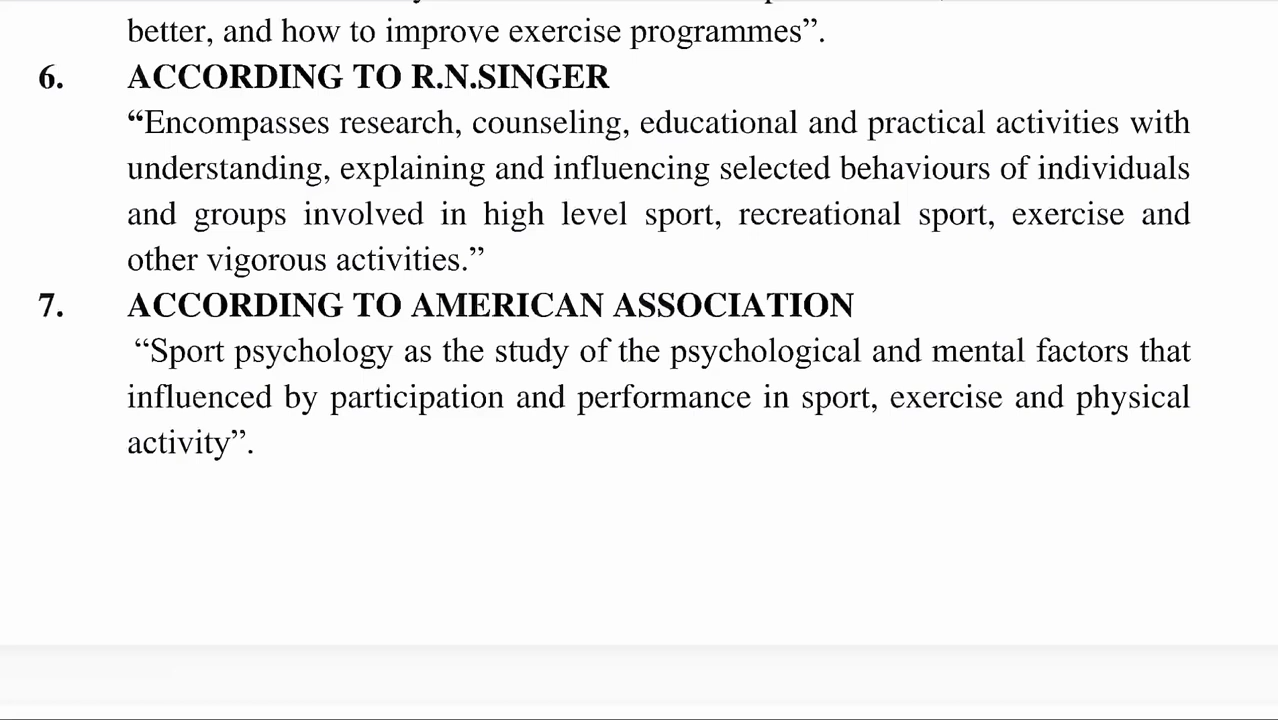 better, and how to improve exercise programmes”.
6. ACCORDING TO R.N.SINGER
“Encompasses research, counseling, educational and practical activities with
understanding, explaining and influencing selected behaviours of individuals
and groups involved in high level sport, recreational sport, exercise and
other vigorous activities.”
7. ACCORDING TO AMERICAN ASSOCIATION
“Sport psychology as the study of the psychological and mental factors that
influenced by participation and performance in sport, exercise and physical
activity”.